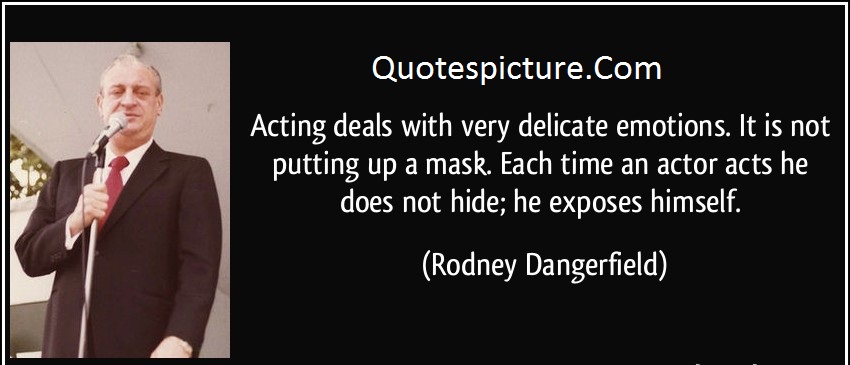 Quotespicture.Com
Acting deals with very delicate emotions. It is not
putting up a mask. Each time an actor acts he
does not hide; he exposes himself.
(Rodney Dangerfield)